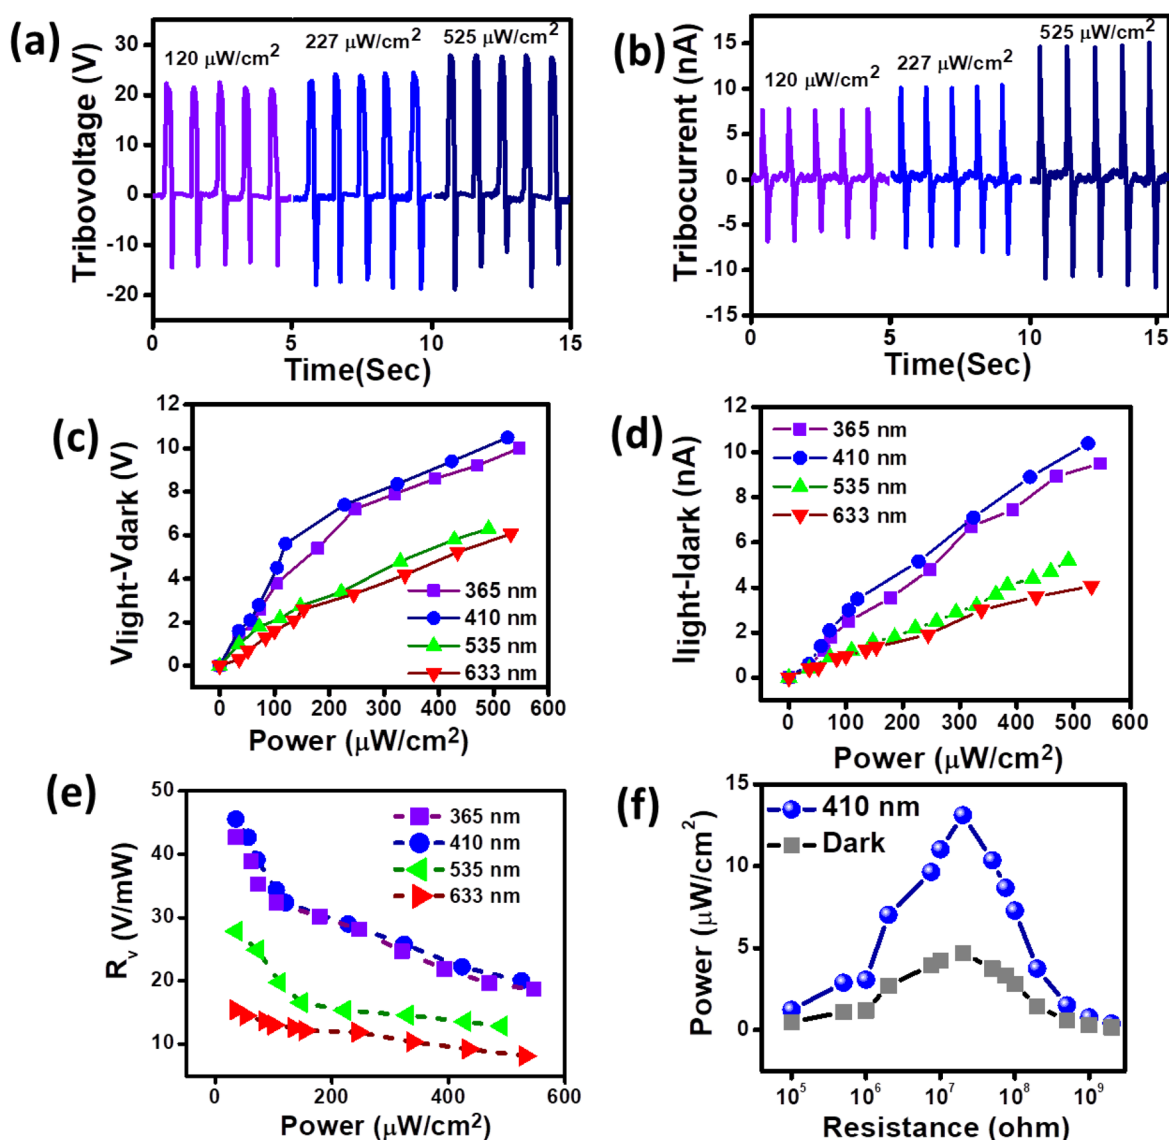 (a)
30
20
10
0
-10
-20
Tribovoltage (V)
120 μW/cm2
227 μW/cm2
525 μW/cm2
0
5
10
15
Time(Sec)
(b)
15
10
5
0
-5
-10
-15
Tribocurrent (nA)
120 μW/cm2
227 μW/cm2
525 μW/cm2
0
5
10
15
Time(Sec)
(c)
12
10
8
6
4
2
0
Vlight-Vdark (V)
365 nm
410 nm
535 nm
633 nm
0
100
200
300
400
500
600
Power (μW/cm2)
(d)
12
10
8
6
4
2
0
Ilight-Idark (nA)
365 nm
410 nm
535 nm
633 nm
0
100
200
300
400
500
600
Power (μW/cm2)
(e)
50
40
30
20
10
Rv (V/mW)
365 nm
410 nm
535 nm
633 nm
0
200
400
600
Power (μW/cm2)
(f)
15
10
5
0
Power (μW/cm2)
410 nm
Dark
10^5
10^6
10^7
10^8
10^9
Resistance (ohm)